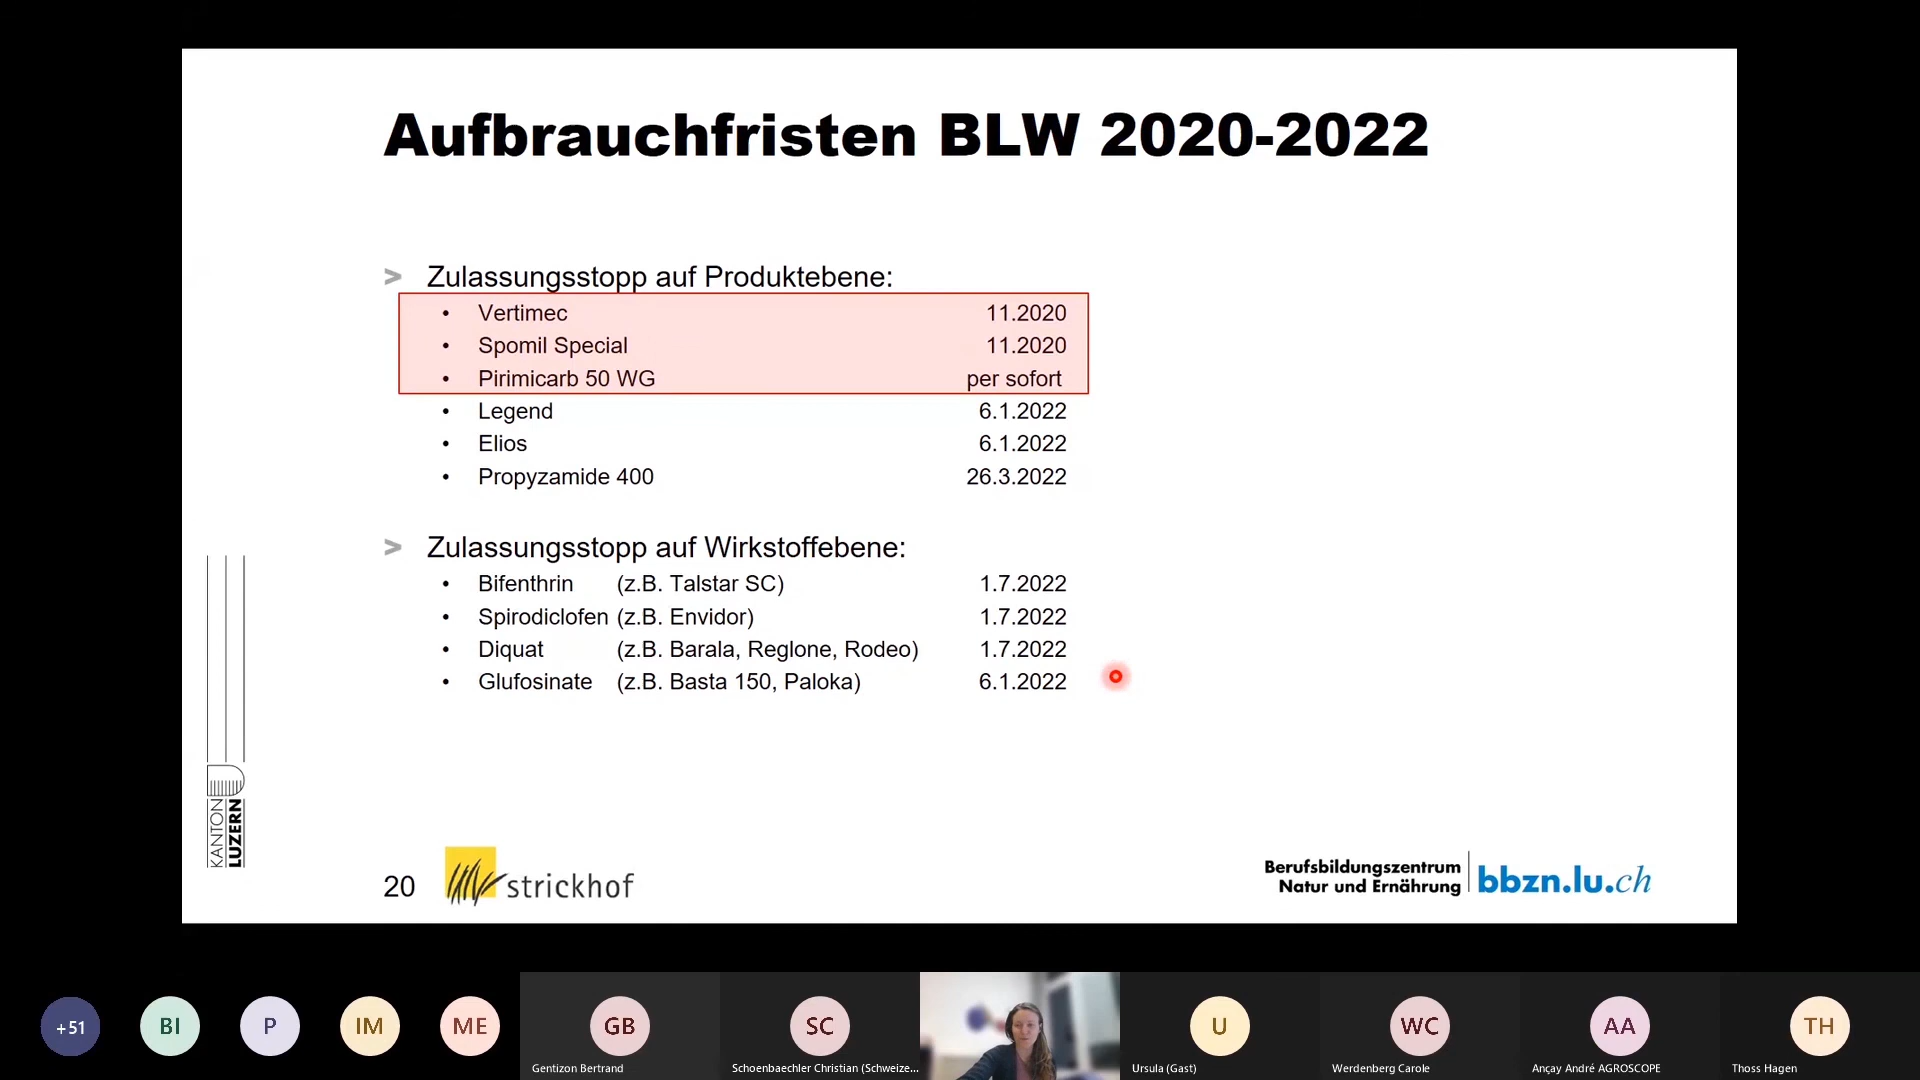 Aufbrauchfristen BLW 2020-2022
> Zulassungsstopp auf Produktebene:
• Vertimec 11.2020
• Spomil Special 11.2020
• Pirimicarb 50 WG per sofort
• Legend 6.1.2022
• Elios 6.1.2022
• Propyzamide 400 26.3.2022
> Zulassungsstopp auf Wirkstoffebene:
• Bifenthrin (z.B. Talstar SC) 1.7.2022
• Spirodiclofen (z.B. Envidor) 1.7.2022
• Diquat (z.B. Barala, Reglone, Rodeo) 1.7.2022
• Glufosinate (z.B. Basta 150, Paloka) 6.1.2022
KANTON
LUZERN
20
strickhof
Berufsbildungszentrum
Natur und Ernährung
bbzn.lu.ch
+51
BI
P
IM
ME
GB
SC
U
WC
AA
TH
Gentizon Bertrand
Schoenbaechler Christian (Schweize...
Ursula (Gast)
Werdenberg Carole
Ançay André AGROSCOPE
Thoss Hagen